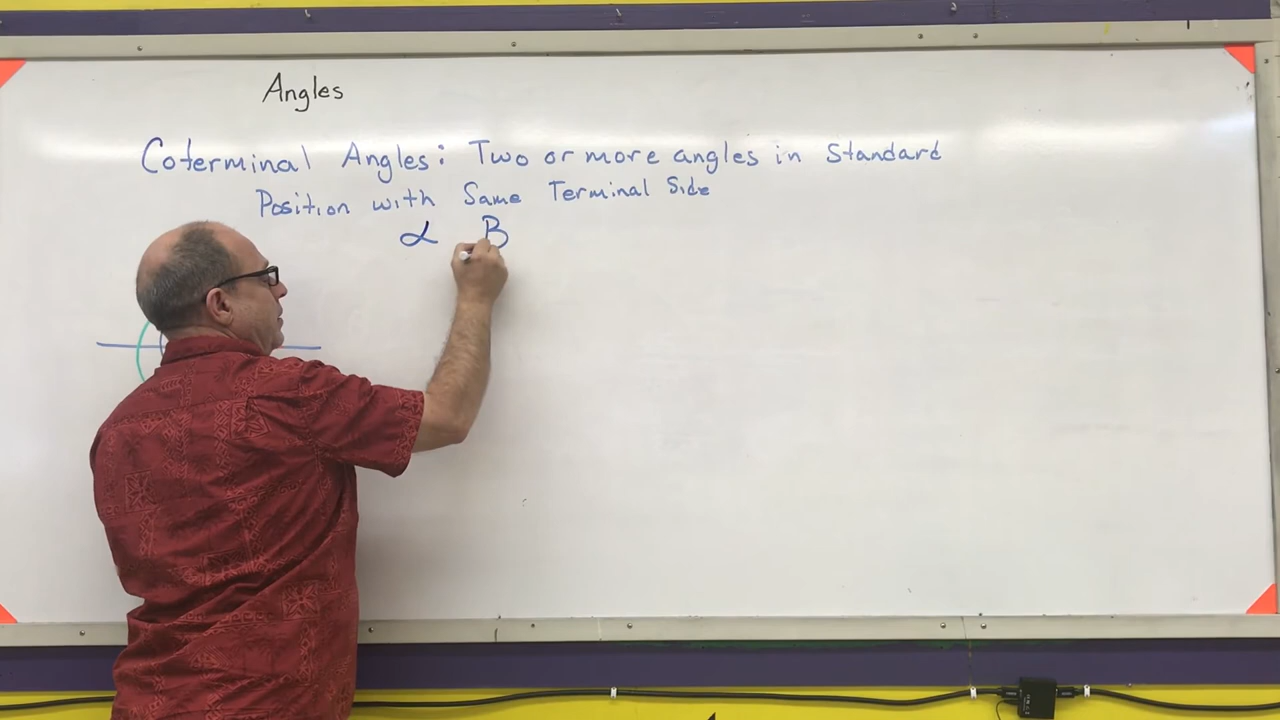 Angles
Coterminal Angles: Two or more angles in Standard
Position with Same Terminal Side
α B